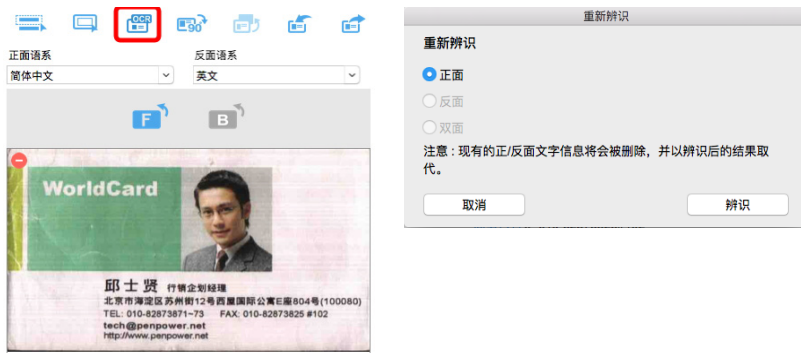 OCR
90°
正面语系
反面语系
简体中文
英文
F
B
WorldCard
邱士贤 行销企划经理
北京市海淀区苏州街12号西屋国际公寓E座804号(100080)
TEL: 010-82873871~73 FAX: 010-82873825 #102
tech@penpower.net
http://www.penpower.net
重新辨识
重新辨识
正面
反面
双面
注意：现有的正/反面文字信息将会被删除，并以辨识后的结果取
代。
取消
辨识